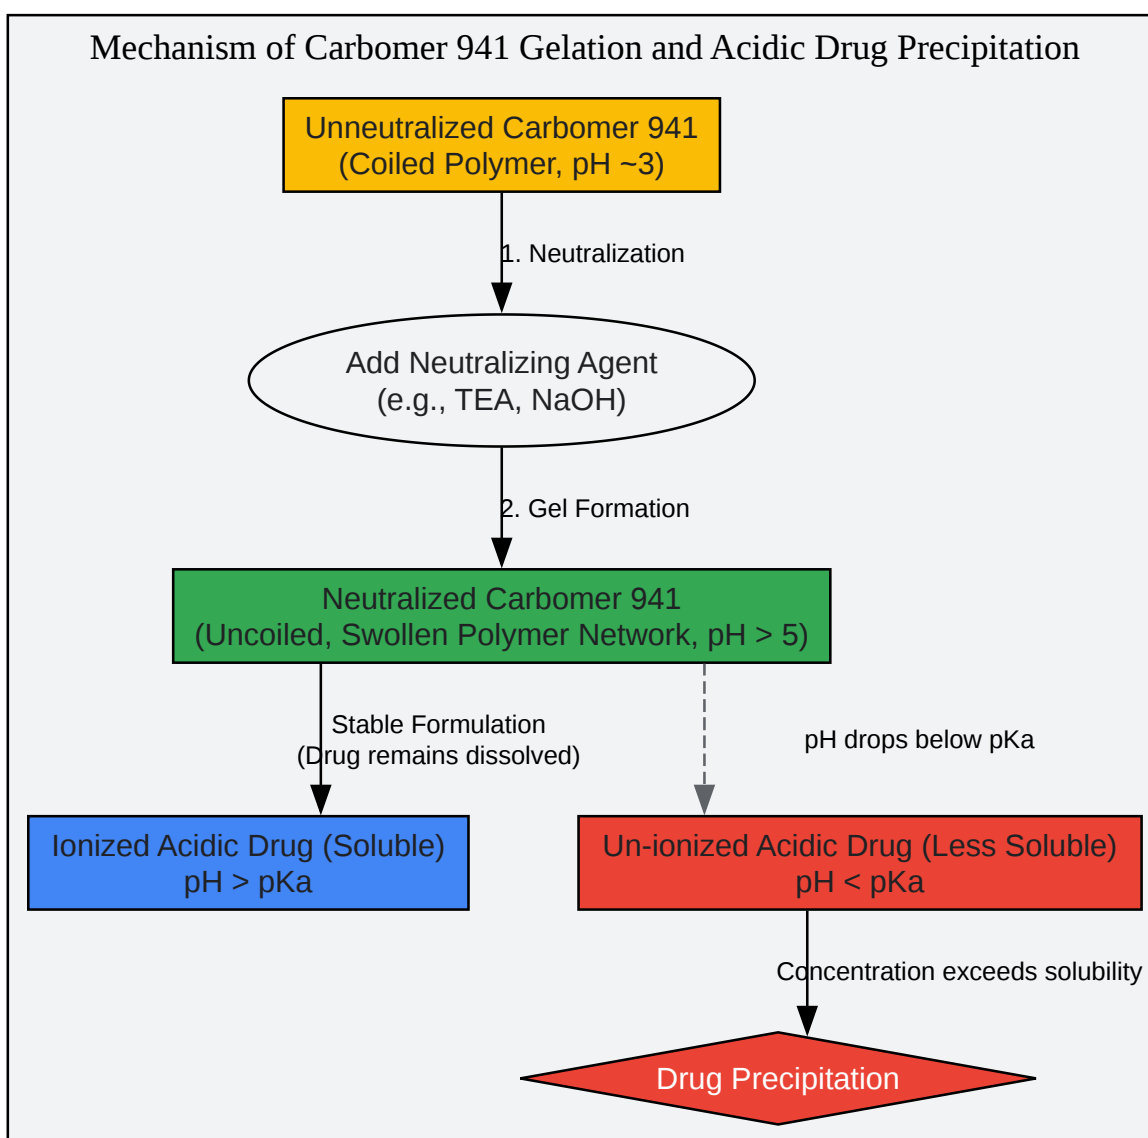 Mechanism of Carbomer 941 Gelation and Acidic Drug Precipitation
Unneutralized Carbomer 941
(Coiled Polymer, pH ~3)
1. Neutralization
Add Neutralizing Agent
(e.g., TEA, NaOH)
2. Gel Formation
Neutralized Carbomer 941
(Uncoiled, Swollen Polymer Network, pH > 5)
Stable Formulation
(Drug remains dissolved)
pH drops below pKa
Ionized Acidic Drug (Soluble)
pH > pKa
Un-ionized Acidic Drug (Less Soluble)
pH < pKa
Concentration exceeds solubility
Drug Precipitation